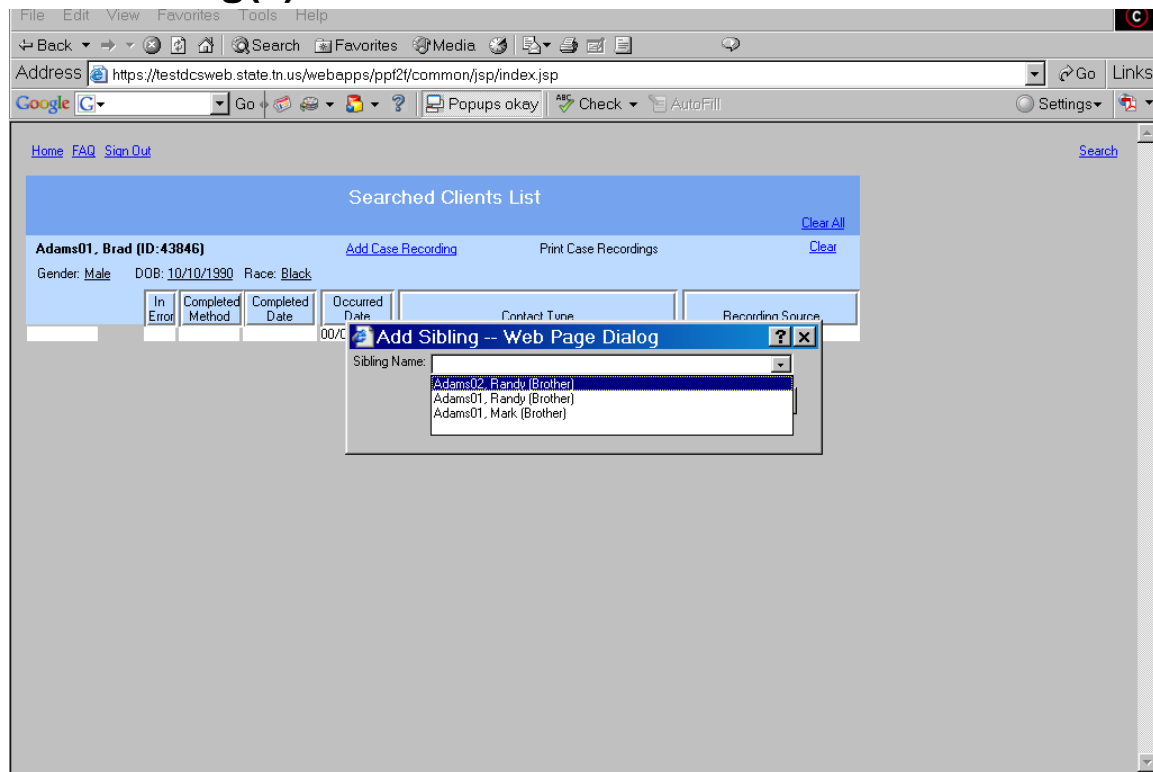 File Edit View Favorites Tools Help
Back Search Favorites Media
Address https://testdcsweb.state.tn.us/webapps/ppf2f/common/jsp/index.jsp Go Links
Google G Go Popups okay ABC Check AutoFill Settings
Home FAQ Sign Out Search
Searched Clients List
Clear All
Adams01, Brad (ID:43846) Add Case Recording Print Case Recordings Clear
Gender: Male DOB: 10/10/1990 Race: Black
In Error Completed Method Completed Date Occurred Date Contact Type Recording Source
00/0
Add Sibling -- Web Page Dialog
Sibling Name:
Adams02, Randy (Brother)
Adams01, Randy (Brother)
Adams01, Mark (Brother)